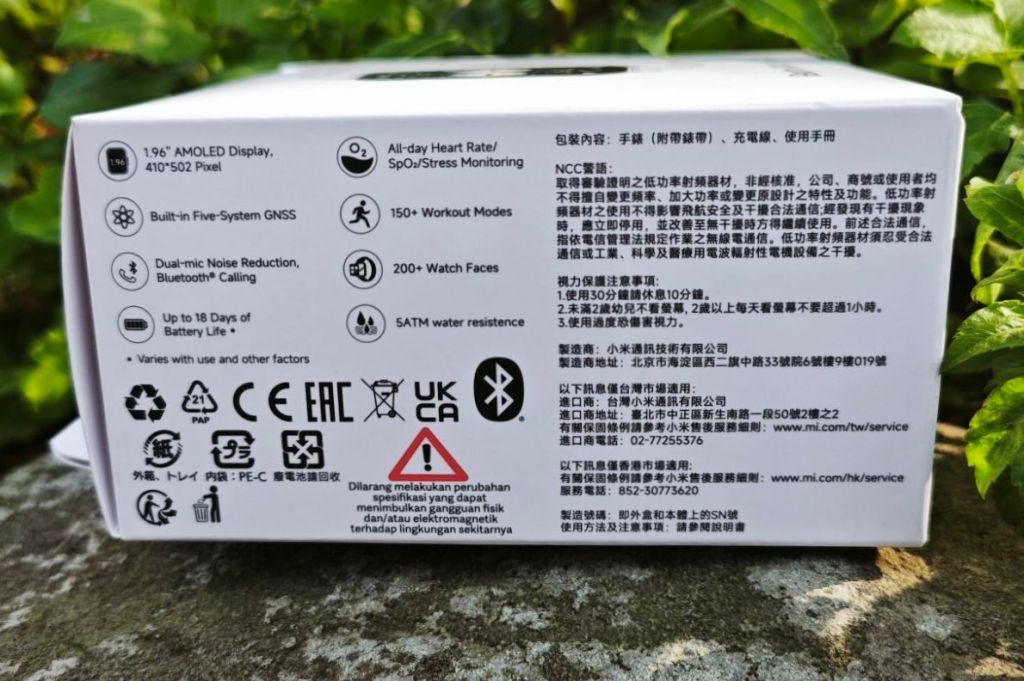 1.96
1.96" AMOLED Display,
410*502 Pixel
Built-in Five-System GNSS
Dual-mic Noise Reduction,
Bluetooth® Calling
Up to 18 Days of
Battery Life •
• Varies with use and other factors
O₂
All-day Heart Rate/
SpO₂/Stress Monitoring
150+ Workout Modes
200+ Watch Faces
5ATM water resistence
21
PAP
CE
EAC
UK
CA
紙
プラ
外箱、トレイ 内袋：PE-C 廢電池請回收
Dilarang melakukan perubahan
spesifikasi yang dapat
menimbulkan gangguan fisik
dan/atau elektromagnetik
terhadap lingkungan sekitarnya
包裝內容：手錶（附帶錶帶）、充電線、使用手冊
NCC警語：
取得審驗證明之低功率射頻器材，非經核准，公司、商號或使用者均
不得擅自變更頻率、加大功率或變更原設計之特性及功能。低功率射
頻器材之使用不得影響飛航安全及干擾合法通信;經發現有干擾現象
時，應立即停用，並改善至無干擾時方得繼續使用。前述合法通信，
指依電信管理法規定作業之無線電通信。低功率射頻器材須忍受合法
通信或工業、科學及醫療用電波輻射性電機設備之干擾。
視力保護注意事項：
1.使用30分鐘請休息10分鐘。
2.未滿2歲幼兒不看螢幕, 2歲以上每天看螢幕不要超過1小時。
3.使用過度恐傷害視力。
製造商：小米通訊技術有限公司
製造商地址：北京市海淀區西二旗中路33號院6號樓9樓019號
以下訊息僅台灣市場適用：
進口商：台灣小米通訊有限公司
進口商地址：臺北市中正區新生南路一段50號2樓之2
有關保固條例請參考小米售後服務細則：www.mi.com/tw/service
進口商電話：02-77255376
以下訊息僅香港市場適用：
有關保固條例請參考小米售後服務細則：www.mi.com/hk/service
服務電話：852-30773620
製造號碼：即外盒和本體上的SN號
使用方法及注意事項：請參閱說明書